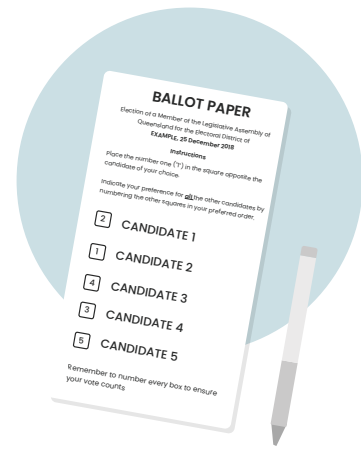 BALLOT PAPER
Election of a Member of the Legislative Assembly of
Queensland for the Electoral District of
EXAMPLE, 25 December 2018
Instructions
Place the number one ("1") in the square opposite the
candidate of your choice.
Indicate your preference for all the other candidates by
numbering the other squares in your preferred order.
2 CANDIDATE 1
1 CANDIDATE 2
4 CANDIDATE 3
3 CANDIDATE 4
5 CANDIDATE 5
Remember to number every box to ensure
your vote counts